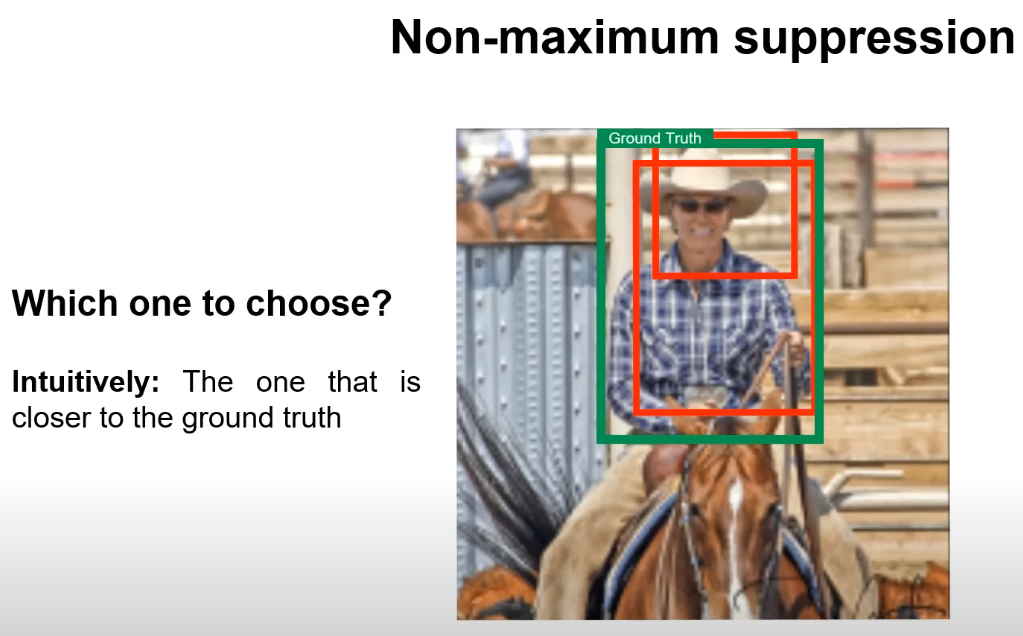 Non-maximum suppression
Ground Truth
Which one to choose?
Intuitively: The one that is
closer to the ground truth